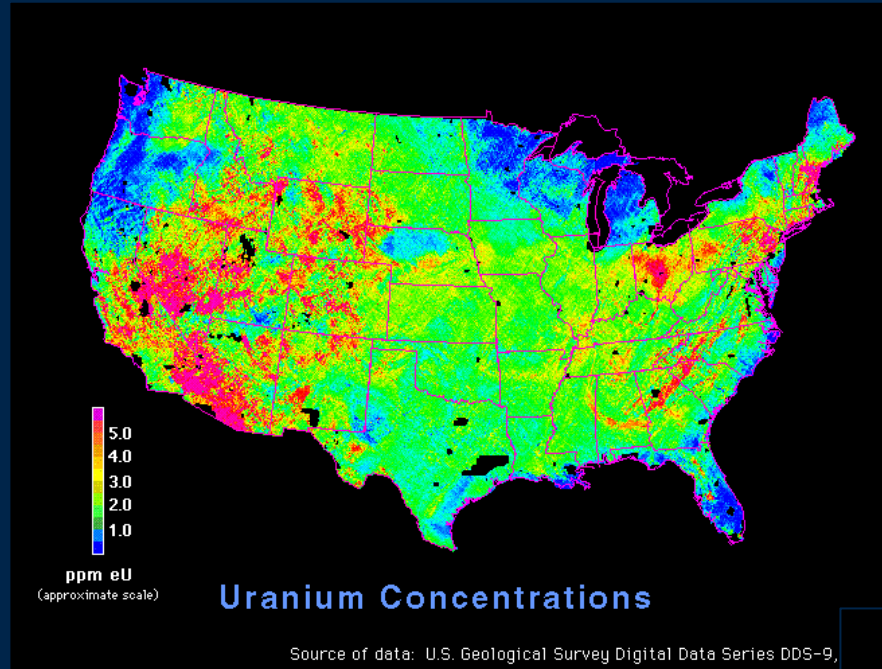 5.0
4.0
3.0
2.0
1.0
ppm eU
(approximate scale)
Uranium Concentrations
Source of data: U.S. Geological Survey Digital Data Series DDS-9,